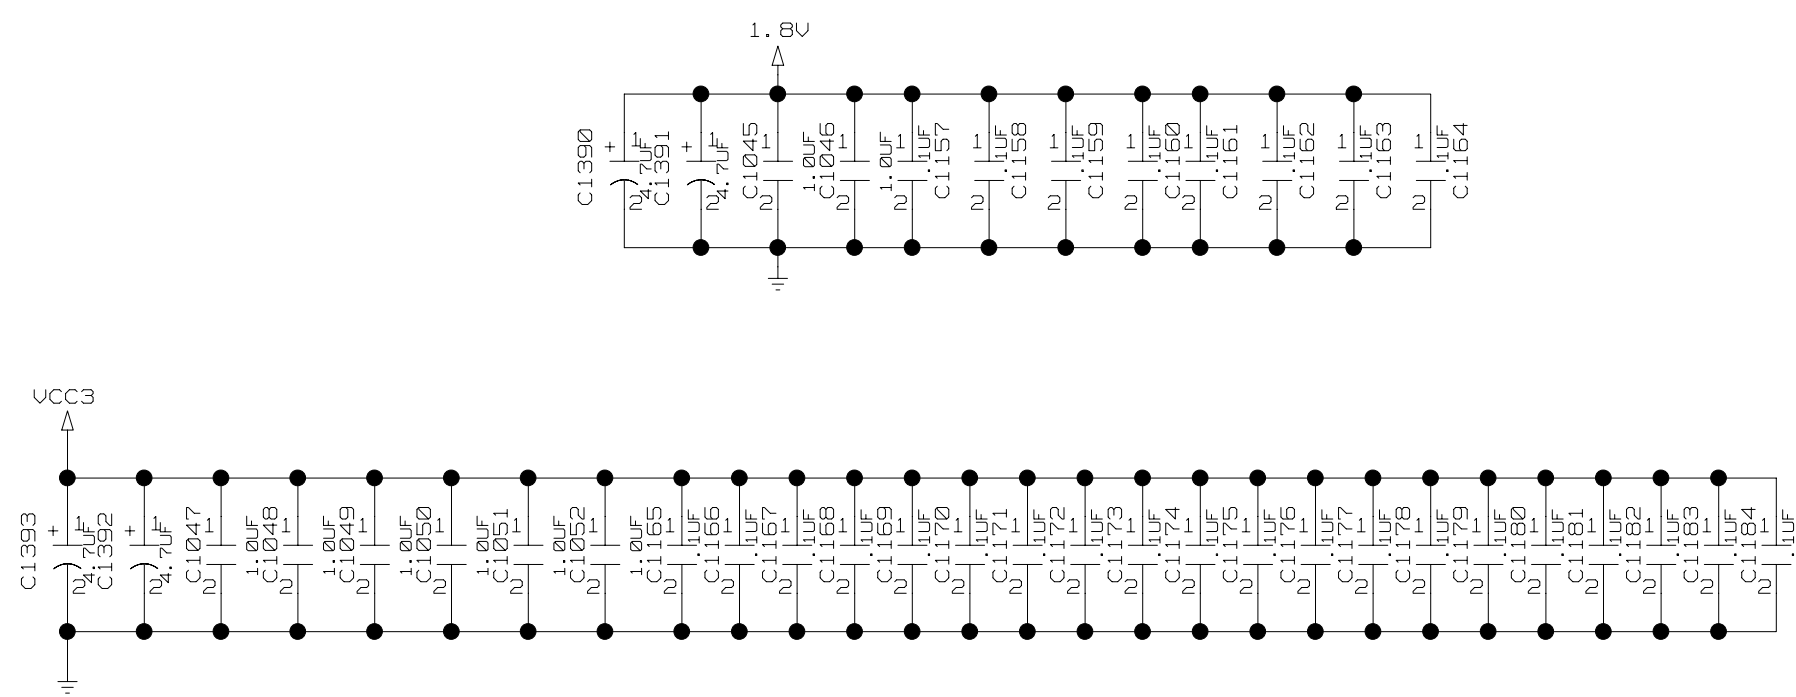 1.8V
C1390
+ 1
4.7UF
2
C1391
+ 1
4.7UF
2
C1045
1
1.0UF
2
C1046
1
1.0UF
2
1
.1UF
C1157
2
1
.1UF
C1158
2
1
.1UF
C1159
2
1
.1UF
C1160
2
1
.1UF
C1161
2
1
.1UF
C1162
2
1
.1UF
C1163
2
1
.1UF
C1164
2
VCC3
C1393
+ 1
4.7UF
2
C1392
+ 1
4.7UF
2
C1047
1
1.0UF
2
C1048
1
1.0UF
2
C1049
1
1.0UF
2
C1050
1
1.0UF
2
C1051
1
1.0UF
2
C1052
1
1.0UF
2
C1165
1
.1UF
2
C1166
1
.1UF
2
C1167
1
.1UF
2
C1168
1
.1UF
2
C1169
1
.1UF
2
C1170
1
.1UF
2
C1171
1
.1UF
2
C1172
1
.1UF
2
C1173
1
.1UF
2
C1174
1
.1UF
2
C1175
1
.1UF
2
C1176
1
.1UF
2
C1177
1
.1UF
2
C1178
1
.1UF
2
C1179
1
.1UF
2
C1180
1
.1UF
2
C1181
1
.1UF
2
C1182
1
.1UF
2
C1183
1
.1UF
2
C1184
1
.1UF
2